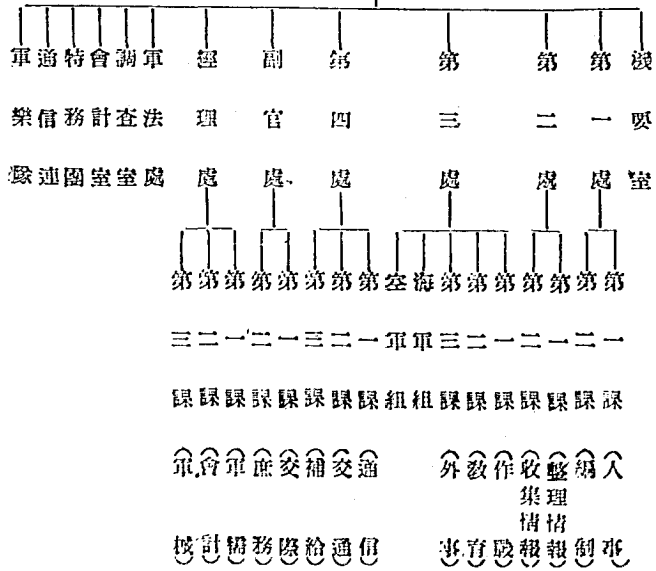 機要室
第一處
第二處
第三處
第四處
副官處
經理處
軍法處
調查室
會計室
特務團
通信連
軍樂隊
第一課(人事)
第二課(編制)
第一課(整理情報)
第二課(收集情報)
第一課(作戰)
第二課(教育)
第三課(外事)
海軍組
空軍組
第一課(通信)
第二課(交通)
第三課(補給)
第一課(交際)
第二課(庶務)
第一課(軍需)
第二課(會計)
第三課(軍械)